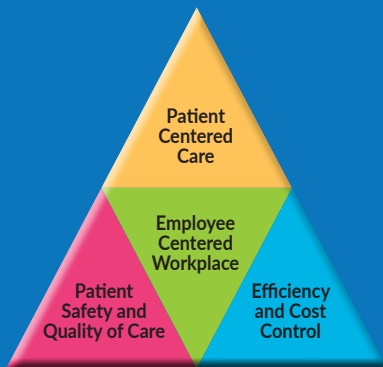 Patient
Centered
Care
Employee
Centered
Workplace
Patient
Safety and
Quality of Care
Efficiency
and Cost
Control